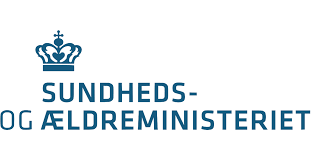 SUNDHEDS-
OG ÆLDREMINISTERIET